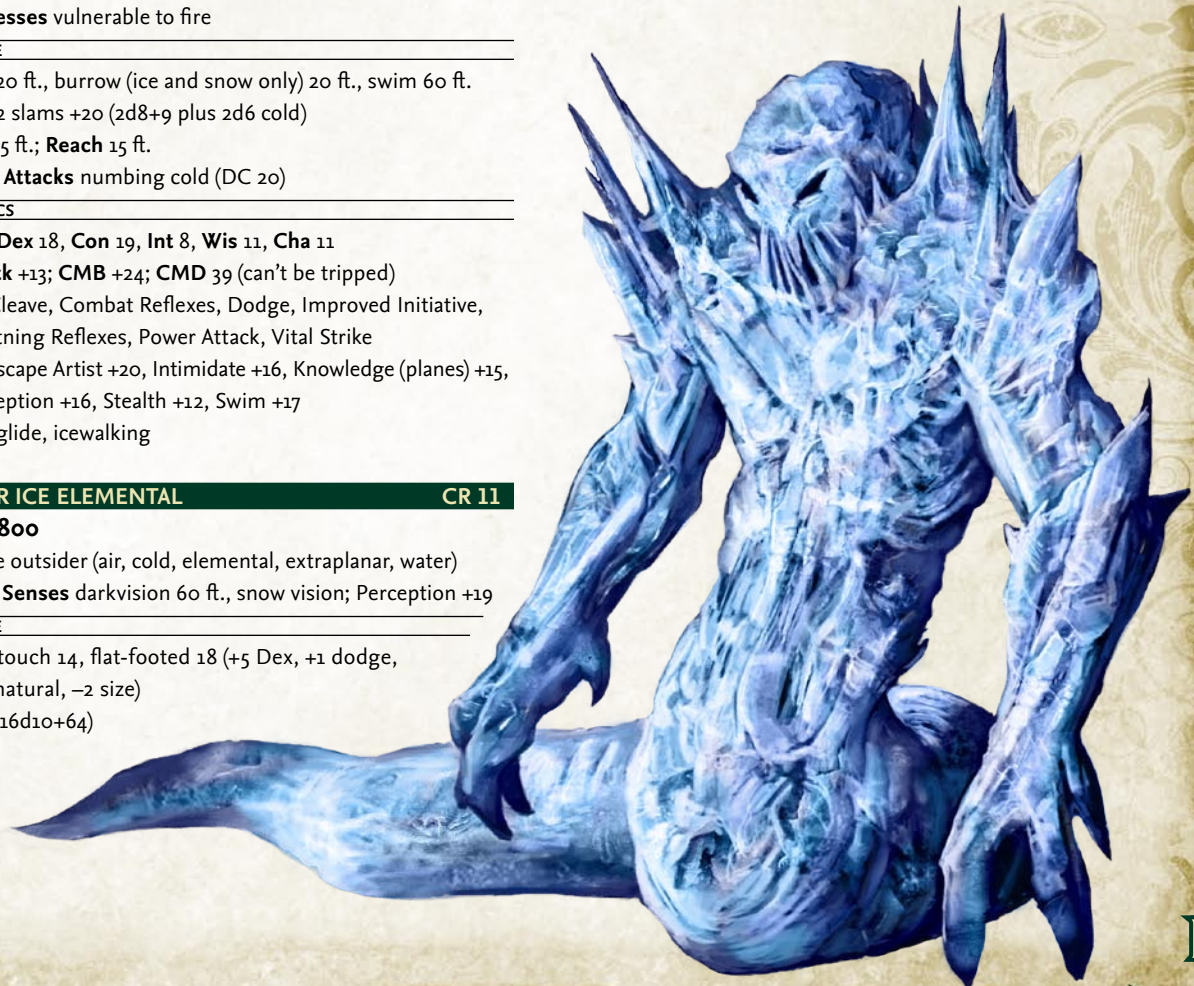 esses vulnerable to fire
E
20 ft., burrow (ice and snow only) 20 ft., swim 60 ft.
2 slams +20 (2d8+9 plus 2d6 cold)
5 ft.; Reach 15 ft.
Attacks numbing cold (DC 20)
CS
Dex 18, Con 19, Int 8, Wis 11, Cha 11
ck +13; CMB +24; CMD 39 (can't be tripped)
Cleave, Combat Reflexes, Dodge, Improved Initiative,
tning Reflexes, Power Attack, Vital Strike
scape Artist +20, Intimidate +16, Knowledge (planes) +15,
eption +16, Stealth +12, Swim +17
glide, icewalking
R ICE ELEMENTAL CR 11
800
e outsider (air, cold, elemental, extraplanar, water)
Senses darkvision 60 ft., snow vision; Perception +19
E
touch 14, flat-footed 18 (+5 Dex, +1 dodge,
natural, –2 size)
16d10+64)